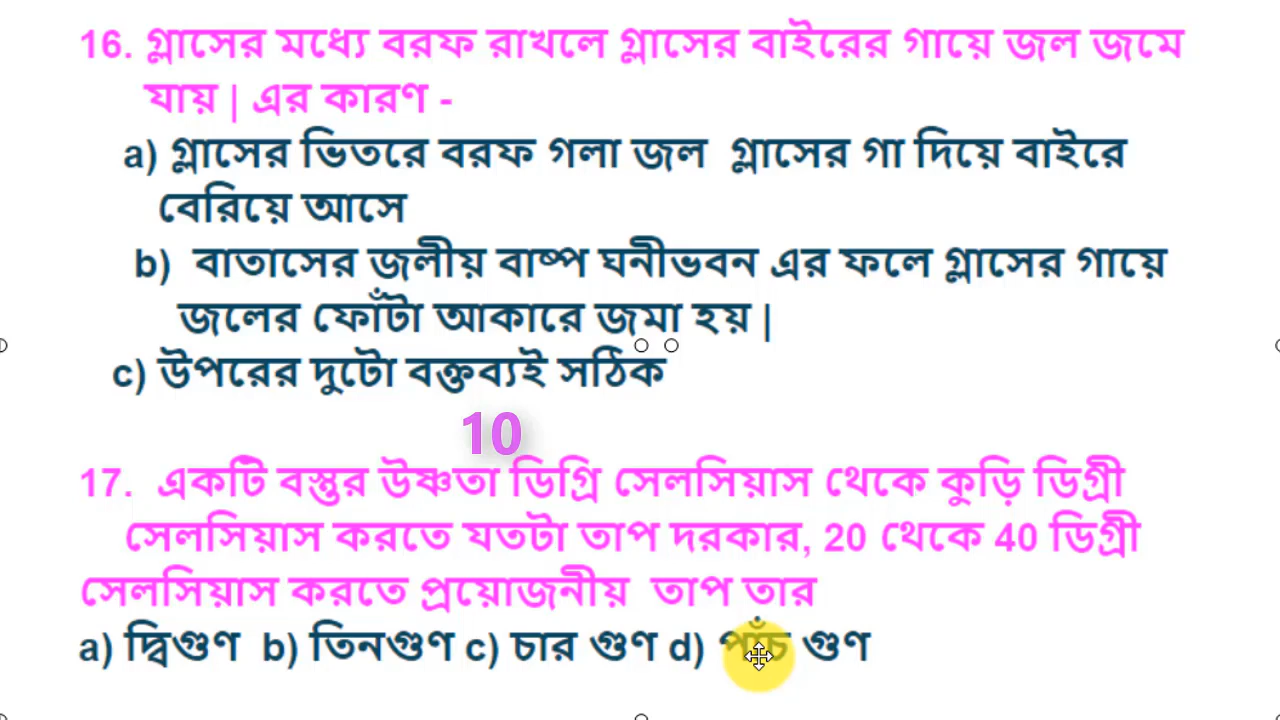 16. গ্লাসের মধ্যে বরফ রাখলে গ্লাসের বাইরের গায়ে জল জমে
যায় | এর কারণ -
a) গ্লাসের ভিতরে বরফ গলা জল গ্লাসের গা দিয়ে বাইরে
বেরিয়ে আসে
b) বাতাসের জলীয় বাষ্প ঘনীভবন এর ফলে গ্লাসের গায়ে
জলের ফোঁটা আকারে জমা হয় |
c) উপরের দুটো বক্তব্যই সঠিক
10
17. একটি বস্তুর উষ্ণতা ডিগ্রি সেলসিয়াস থেকে কুড়ি ডিগ্রী
সেলসিয়াস করতে যতটা তাপ দরকার, 20 থেকে 40 ডিগ্রী
সেলসিয়াস করতে প্রয়োজনীয় তাপ তার
a) দ্বিগুণ b) তিনগুণ c) চার গুণ d) পাঁচ গুণ